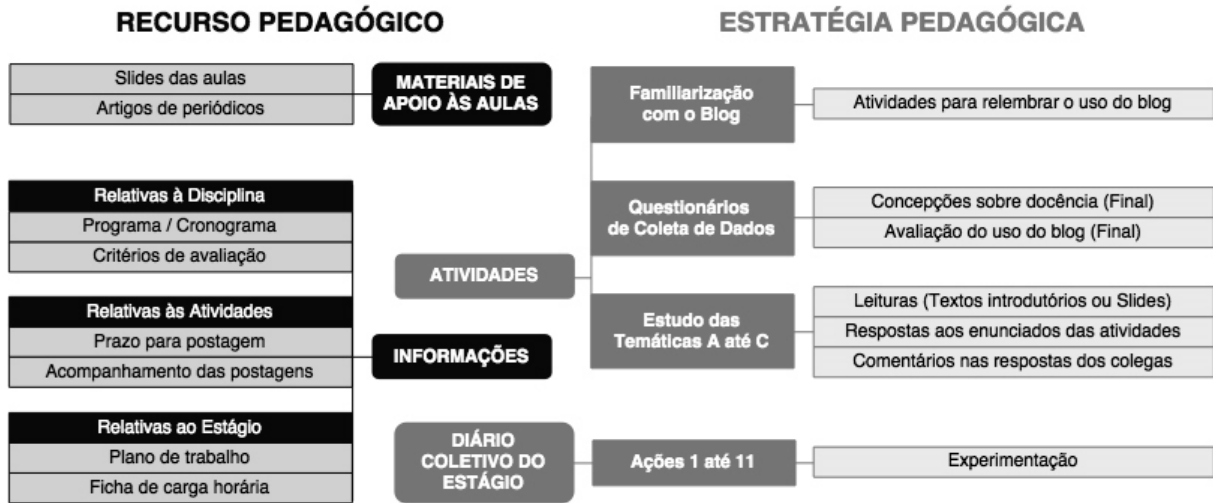 RECURSO PEDAGÓGICO
Slides das aulas
Artigos de periódicos
MATERIAIS DE
APOIO ÀS AULAS
Relativas à Disciplina
Programa / Cronograma
Critérios de avaliação
Relativas às Atividades
Prazo para postagem
Acompanhamento das postagens
INFORMAÇÕES
Relativas ao Estágio
Plano de trabalho
Ficha de carga horária
ESTRATÉGIA PEDAGÓGICA
ATIVIDADES
Familiarização
com o Blog
Atividades para relembrar o uso do blog
Questionários
de Coleta de Dados
Concepções sobre docência (Final)
Avaliação do uso do blog (Final)
Estudo das
Temáticas A até C
Leituras (Textos introdutórios ou Slides)
Respostas aos enunciados das atividades
Comentários nas respostas dos colegas
DIÁRIO
COLETIVO DO
ESTÁGIO
Ações 1 até 11
Experimentação